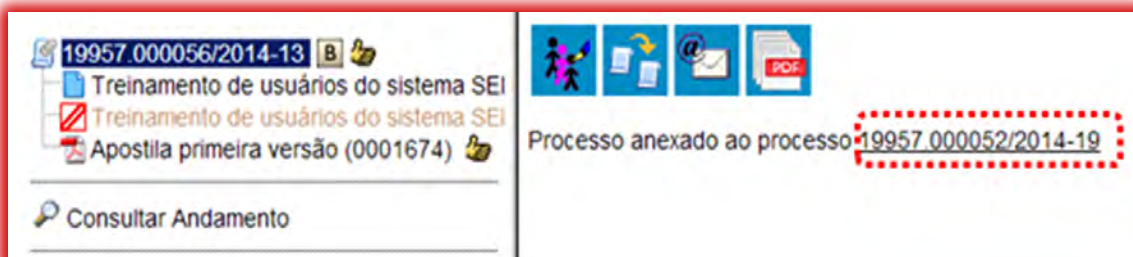 19957.000056/2014-13 B
Treinamento de usuários do sistema SEI
Treinamento de usuários do sistema SEI
Apostila primeira versão (0001674)
Consultar Andamento
@
PDF
Processo anexado ao processo 19957.000052/2014-19